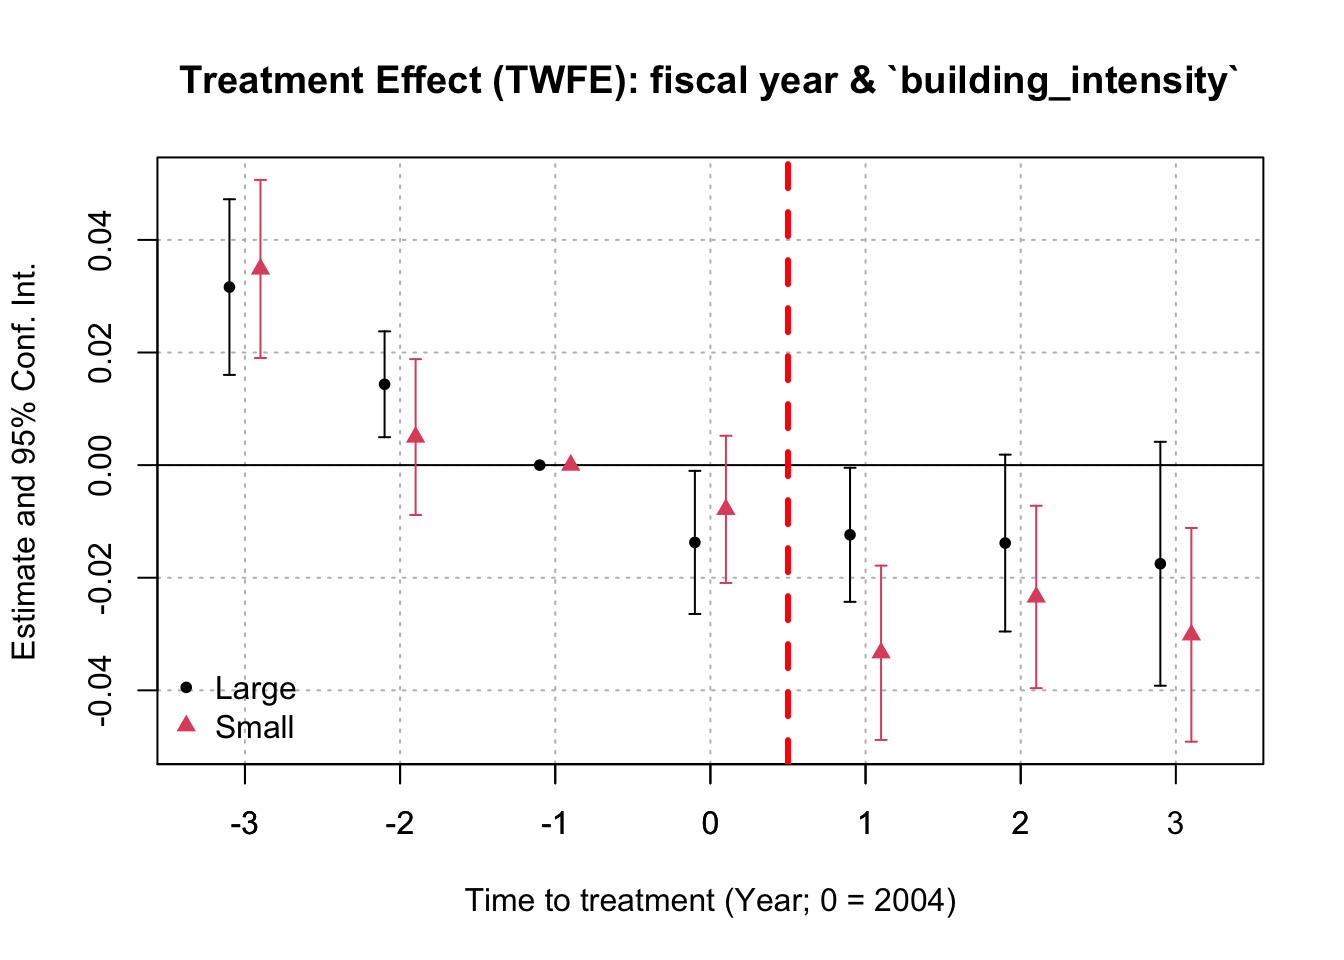 Treatment Effect (TWFE): fiscal year & `building_intensity`
Estimate and 95% Conf. Int.
0.04
0.02
0.00
-0.02
-0.04
Large
Small
-3 -2 -1 0 1 2 3
Time to treatment (Year; 0 = 2004)